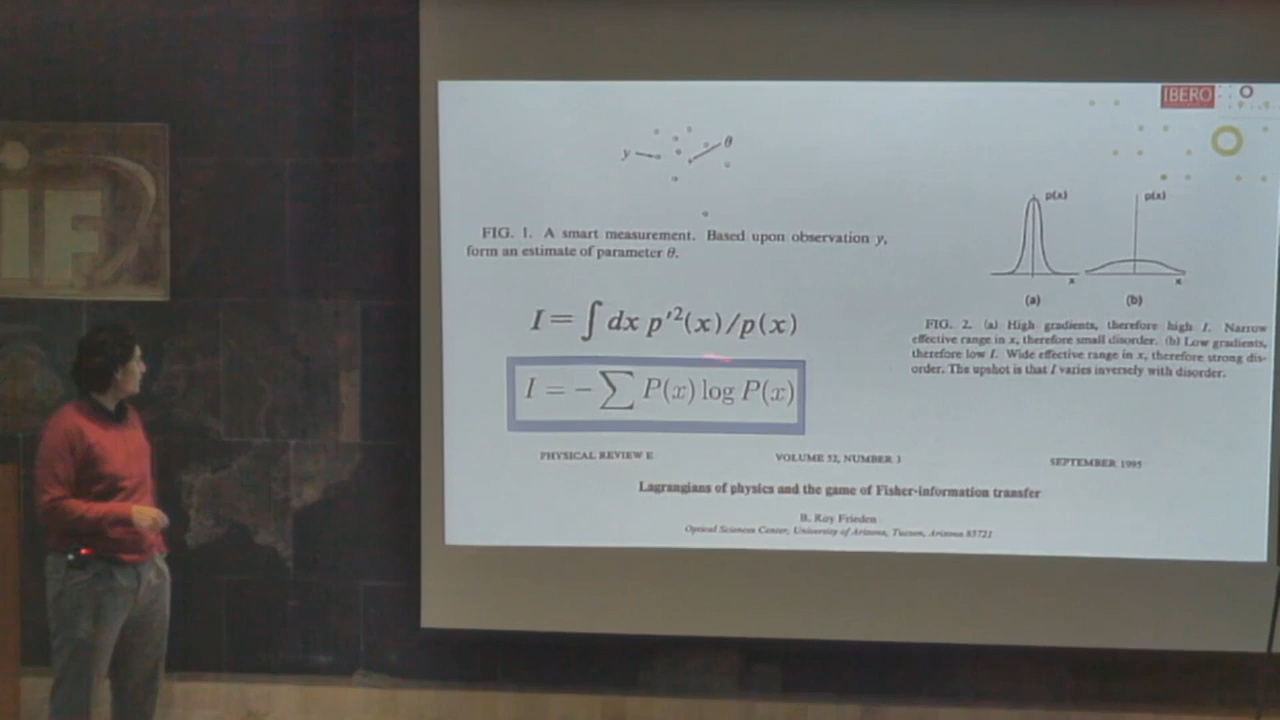 IBERO
iF
y
θ
FIG. 1. A smart measurement. Based upon observation y,
form an estimate of parameter θ.
I = ∫ dx p′²(x)/p(x)
I = − ∑ P(x) log P(x)
p(x)
p(x)
x
x
(a)
(b)
FIG. 2. (a) High gradients, therefore high I. Narrow
effective range in x, therefore small disorder. (b) Low gradients,
therefore low I. Wide effective range in x, therefore strong dis-
order. The upshot is that I varies inversely with disorder.
PHYSICAL REVIEW E
VOLUME 52, NUMBER 3
SEPTEMBER 1995
Lagrangians of physics and the game of Fisher-information transfer
B. Roy Frieden
Optical Sciences Center, University of Arizona, Tucson, Arizona 85721